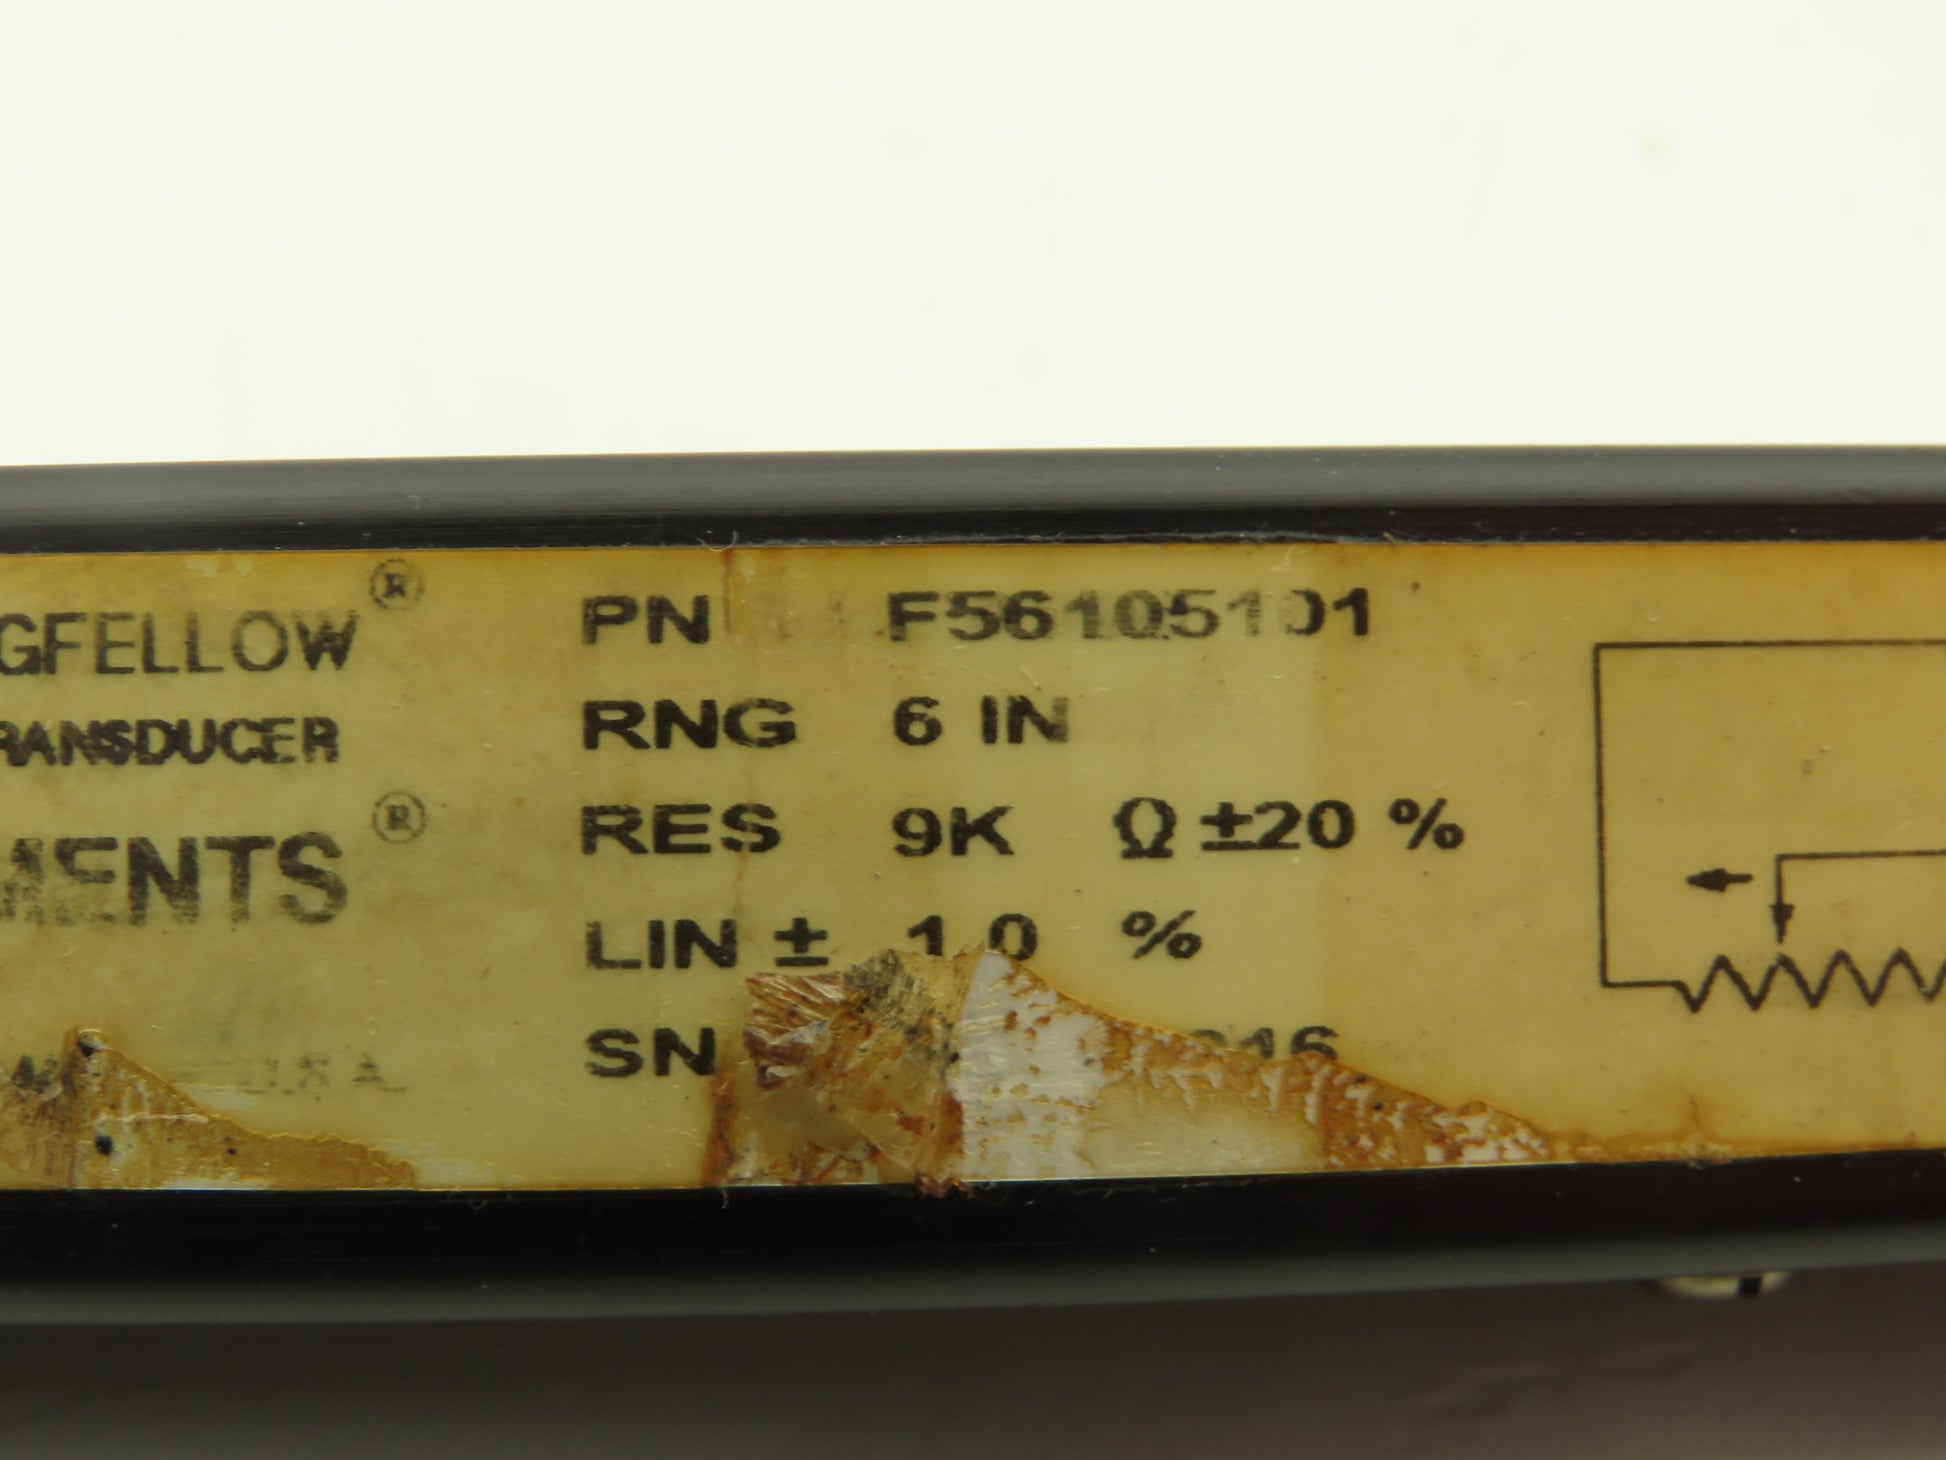 GFELLOW®
RANSDUCER
MENTS®
U.S.A.
PN F56105101
RNG 6 IN
RES 9K Ω ±20 %
LIN ± 1.0 %
SN